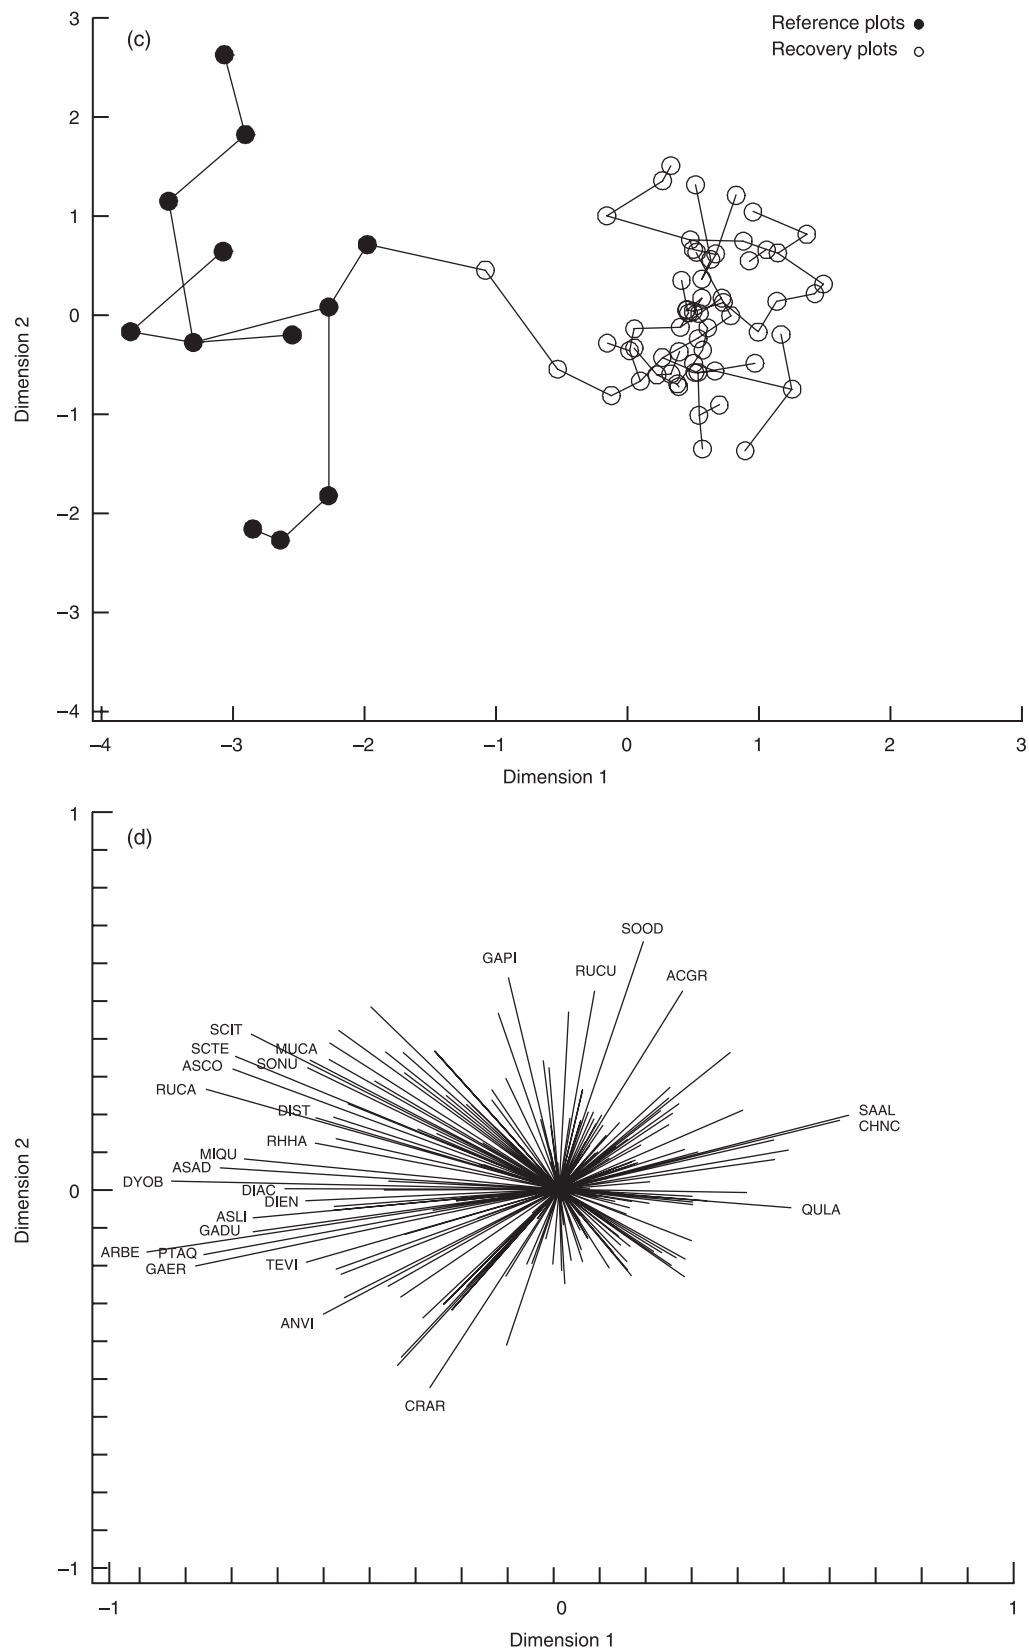 (c)
Reference plots
Recovery plots
3
2
1
0
−1
−2
−3
−4
Dimension 2
−4 −3 −2 −1 0 1 2 3
Dimension 1
(d)
1
0
−1
Dimension 2
SOOD
GAPI
RUCU
ACGR
SCIT
SCTE
MUCA
ASCO
SONU
RUCA
DIST
SAAL
CHNC
RHHA
MIQU
ASAD
DYOB
DIAC
DIEN
QULA
ASLI
GADU
ARBE
PTAQ
GAER
TEVI
ANVI
CRAR
−1 0 1
Dimension 1